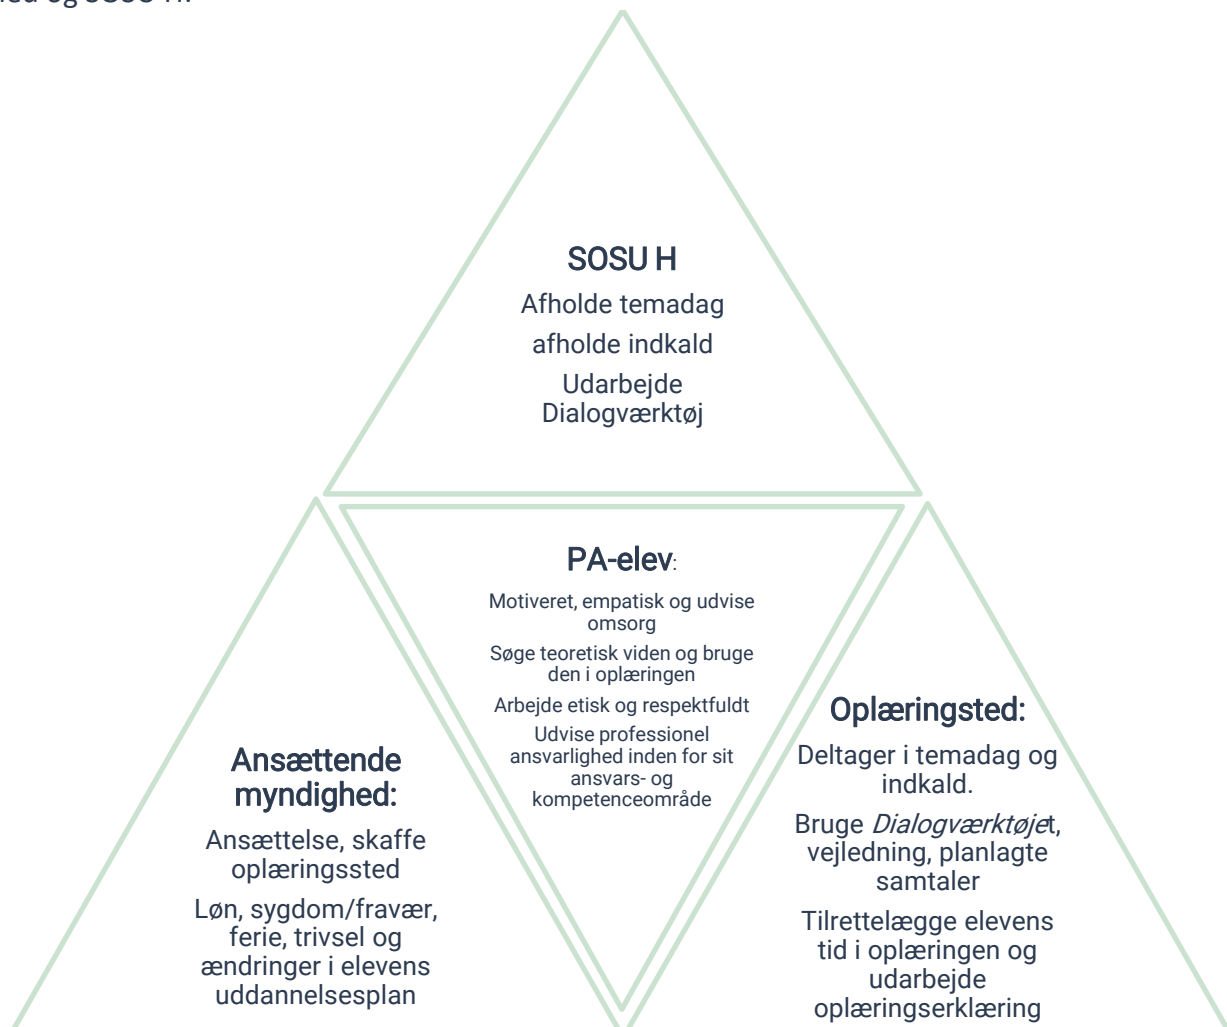 og SOSU H.
SOSU H
Afholde temadag
afholde indkald
Udarbejde
Dialogværktøj
PA-elev:
Motiveret, empatisk og udvise
omsorg
Søge teoretisk viden og bruge
den i oplæringen
Arbejde etisk og respektfuldt
Udvise professionel
ansvarlighed inden for sit
ansvars- og
kompetenceområde
Ansættende
myndighed:
Ansættelse, skaffe
oplæringssted
Løn, sygdom/fravær,
ferie, trivsel og
ændringer i elevens
uddannelsesplan
Oplæringsted:
Deltager i temadag og
indkald.
Bruge Dialogværktøjet,
vejledning, planlagte
samtaler
Tilrettelægge elevens
tid i oplæringen og
udarbejde
oplæringserklæring